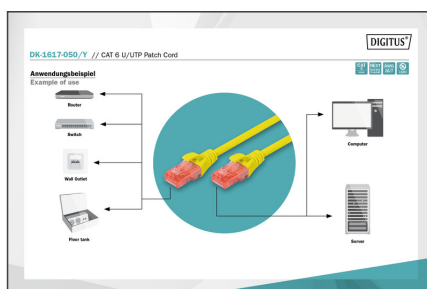 DIGITUS®
DK-1617-050/Y // CAT 6 U/UTP Patch Cord
Anwendungsbeispiel
Example of use
Router
Switch
Wall Outlet
Floor tank
Computer
Server